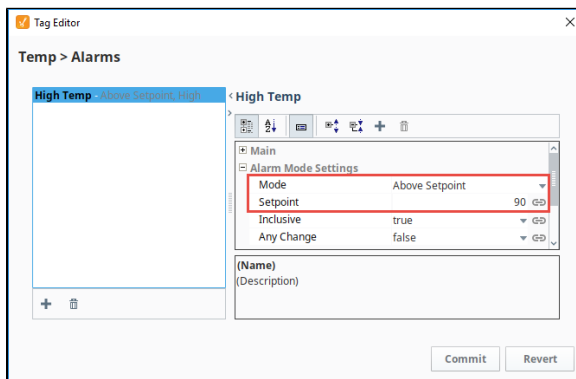 Tag Editor
Temp > Alarms
High Temp - Above Setpoint, High
High Temp
Main
Alarm Mode Settings
Mode Above Setpoint
Setpoint 90
Inclusive true
Any Change false
(Name)
(Description)
Commit Revert